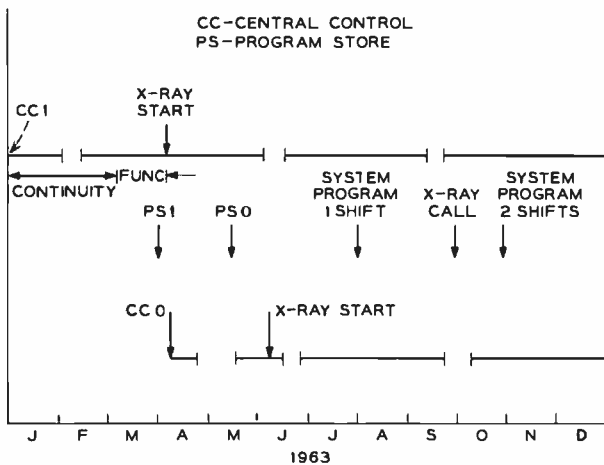 CC-CENTRAL CONTROL
PS-PROGRAM STORE
CC1
X-RAY
START
CONTINUITY
FUNC
PS1
PS0
SYSTEM
PROGRAM
1 SHIFT
X-RAY
CALL
SYSTEM
PROGRAM
2 SHIFTS
CC0
X-RAY START
J F M A M J J A S O N D
1963